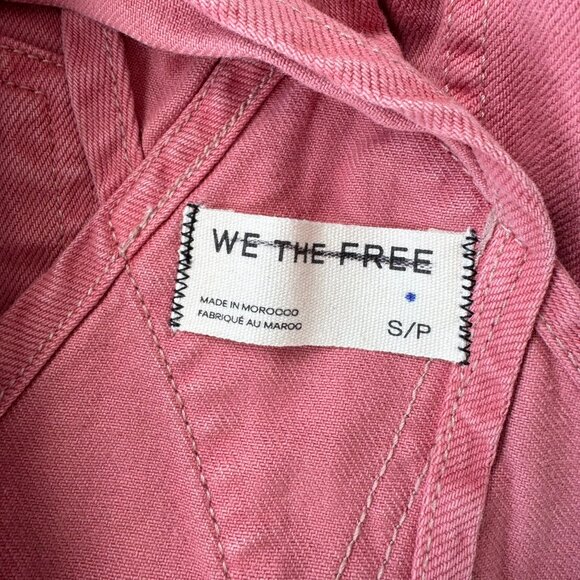 WE THE FREE
MADE IN MOROCCO
FABRIQUÉ AU MAROC
S/P